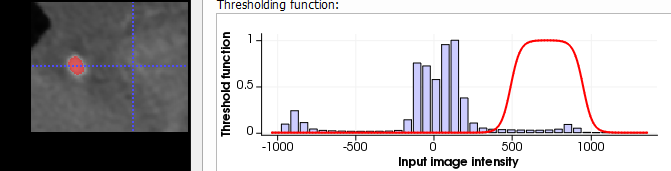 Thresholding function:
Threshold function
1
0.5
0
-1000
-500
0
500
1000
Input image intensity